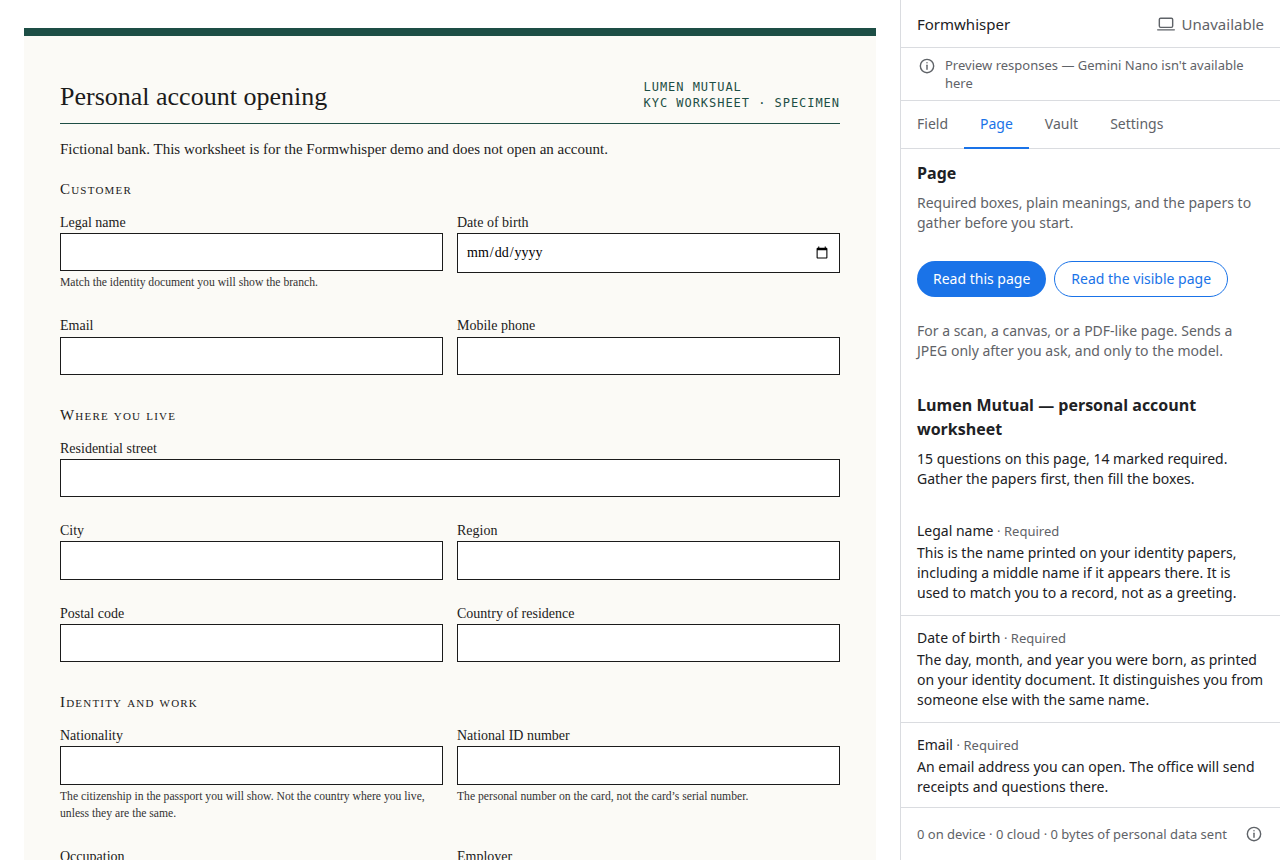 Personal account opening
LUMEN MUTUAL
KYC WORKSHEET · SPECIMEN
Fictional bank. This worksheet is for the Formwhisper demo and does not open an account.
Customer
Legal name
Date of birth
mm/dd/yyyy
Match the identity document you will show the branch.
Email
Mobile phone
Where you live
Residential street
City
Region
Postal code
Country of residence
Identity and work
Nationality
National ID number
The citizenship in the passport you will show. Not the country where you live,
unless they are the same.
The personal number on the card, not the card’s serial number.
Occupation
Employer
Formwhisper
Unavailable
Preview responses — Gemini Nano isn't available
here
Field
Page
Vault
Settings
Page
Required boxes, plain meanings, and the papers to
gather before you start.
Read this page
Read the visible page
For a scan, a canvas, or a PDF-like page. Sends a
JPEG only after you ask, and only to the model.
Lumen Mutual — personal account
worksheet
15 questions on this page, 14 marked required.
Gather the papers first, then fill the boxes.
Legal name · Required
This is the name printed on your identity papers,
including a middle name if it appears there. It is
used to match you to a record, not as a greeting.
Date of birth · Required
The day, month, and year you were born, as printed
on your identity document. It distinguishes you from
someone else with the same name.
Email · Required
An email address you can open. The office will send
receipts and questions there.
0 on device · 0 cloud · 0 bytes of personal data sent